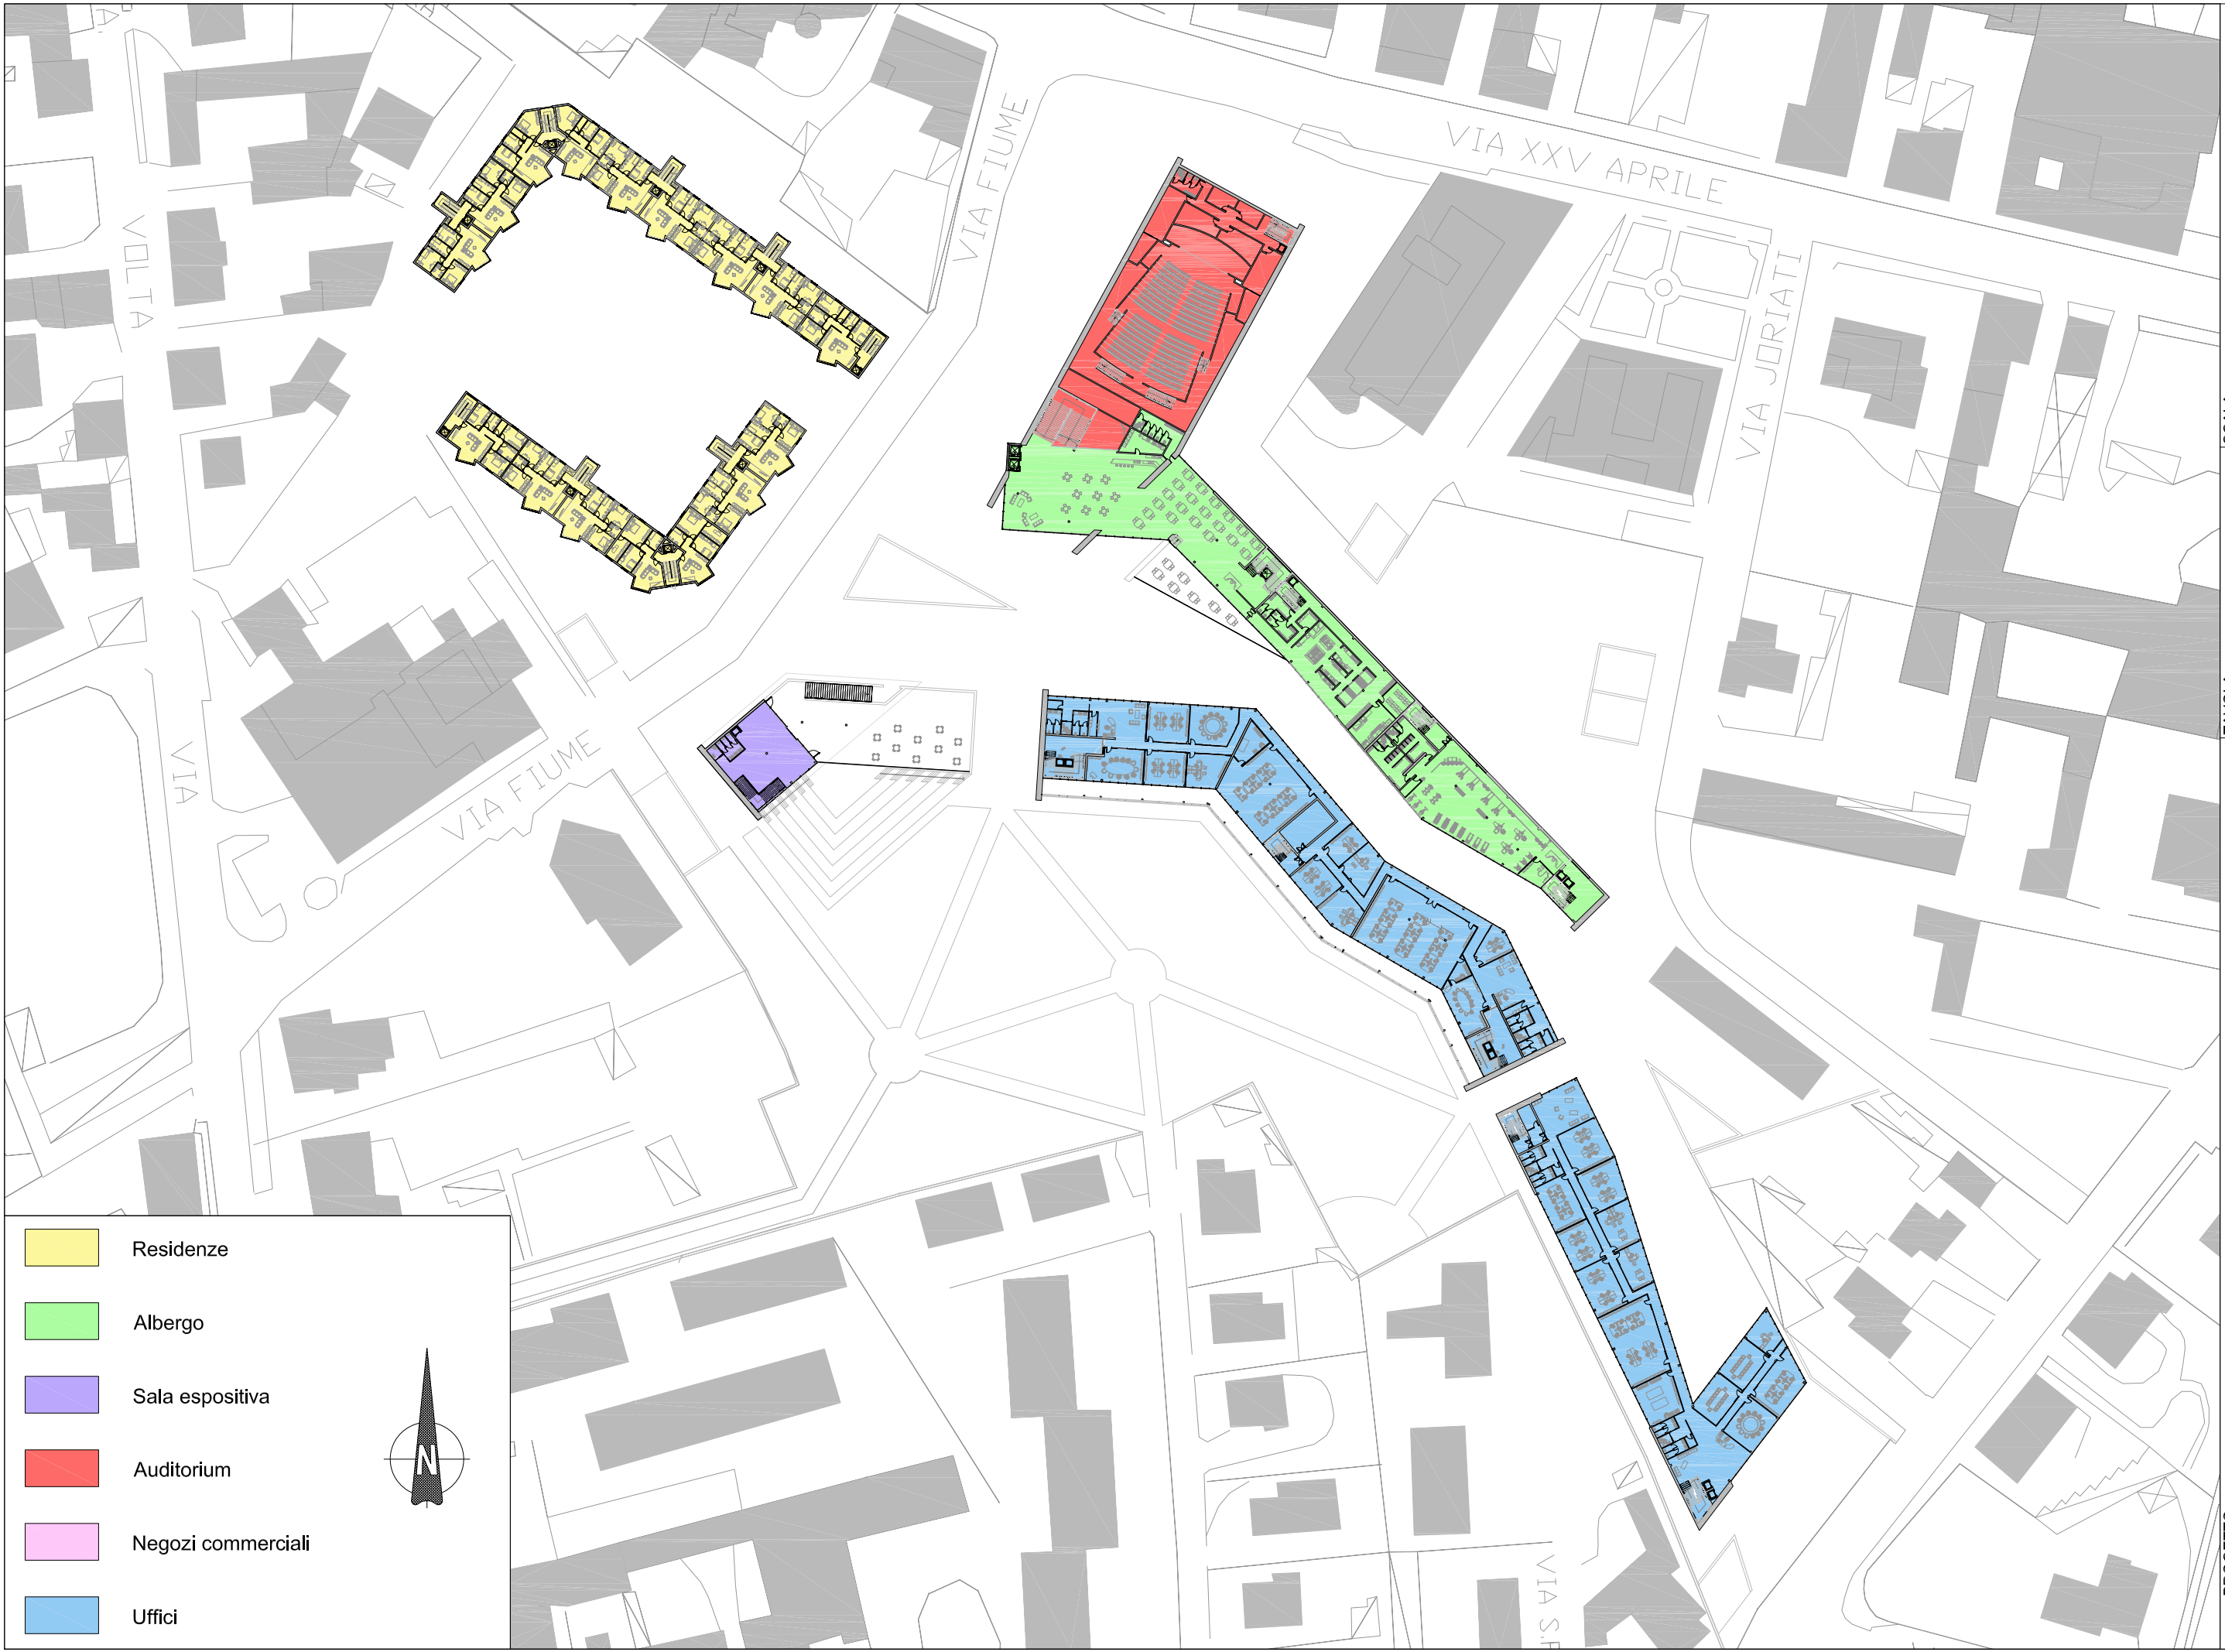 VIA XXV APRILE
VIA FIUME
VIA JORIATI
VOLTA
VIA
VIA FIUME
Residenze
Albergo
Sala espositiva
Auditorium
Negozi commerciali
Uffici
N
VIA S.F